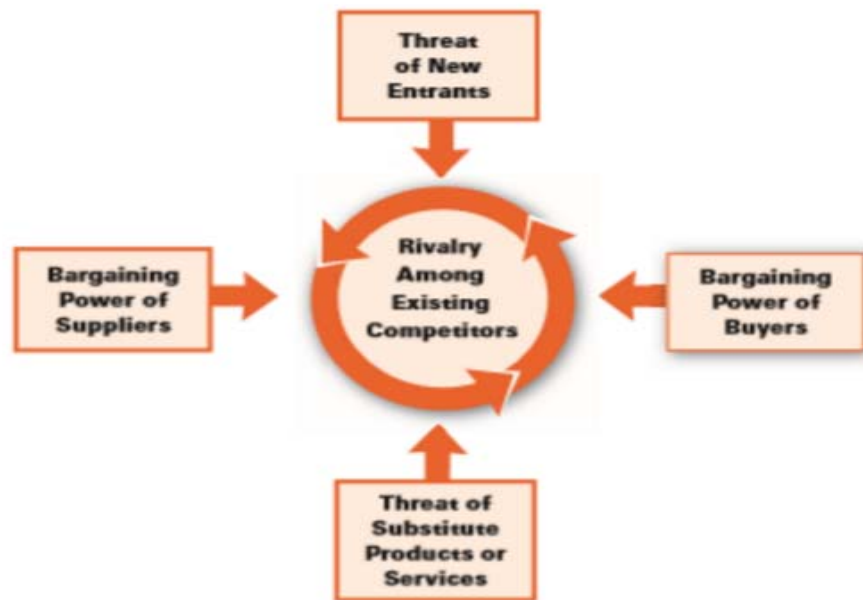 Threat
of New
Entrants
Bargaining
Power of
Suppliers
Rivalry
Among
Existing
Competitors
Bargaining
Power of
Buyers
Threat of
Substitute
Products or
Services